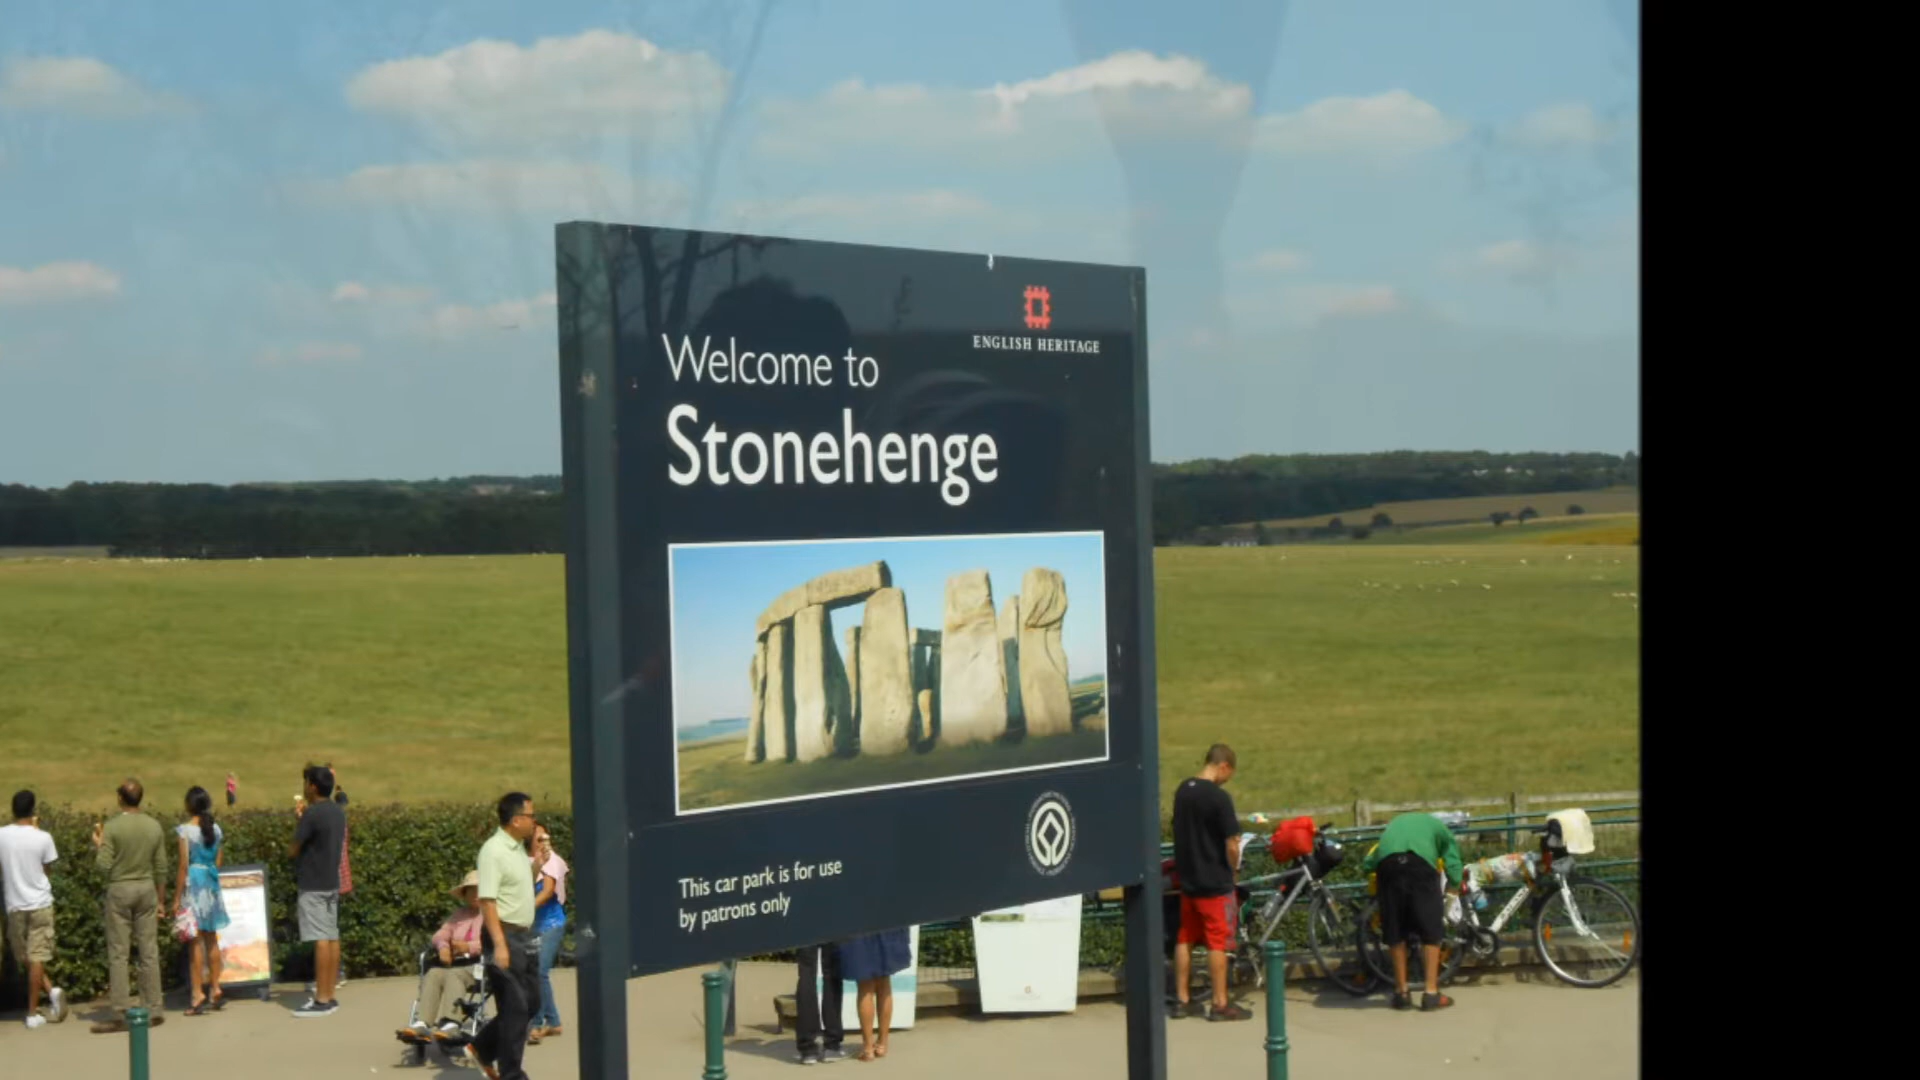 ENGLISH HERITAGE
Welcome to
Stonehenge
This car park is for use
by patrons only